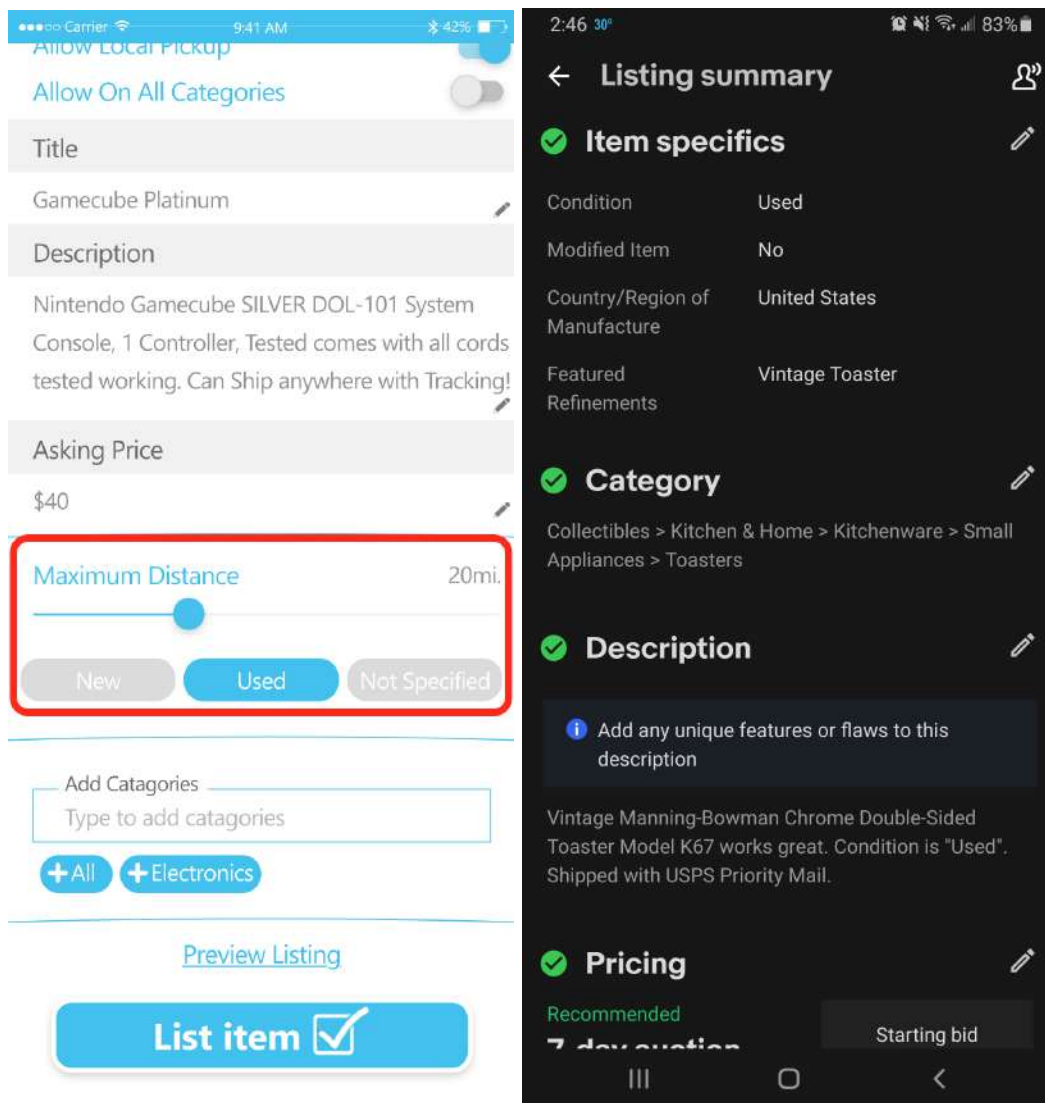 Carrier 9:41 AM 42%
Allow Local Pickup
Allow On All Categories
Title
Gamecube Platinum
Description
Nintendo Gamecube SILVER DOL-101 System
Console, 1 Controller, Tested comes with all cords
tested working. Can Ship anywhere with Tracking!
Asking Price
$40
Maximum Distance 20mi.
New Used Not Specified
Add Catagories
Type to add catagories
+All +Electronics
Preview Listing
List item
2:46 30° 83%
Listing summary
Item specifics
Condition Used
Modified Item No
Country/Region of United States
Manufacture
Featured Vintage Toaster
Refinements
Category
Collectibles > Kitchen & Home > Kitchenware > Small
Appliances > Toasters
Description
Add any unique features or flaws to this
description
Vintage Manning-Bowman Chrome Double-Sided
Toaster Model K67 works great. Condition is "Used".
Shipped with USPS Priority Mail.
Pricing
Recommended
7-day auction
Starting bid